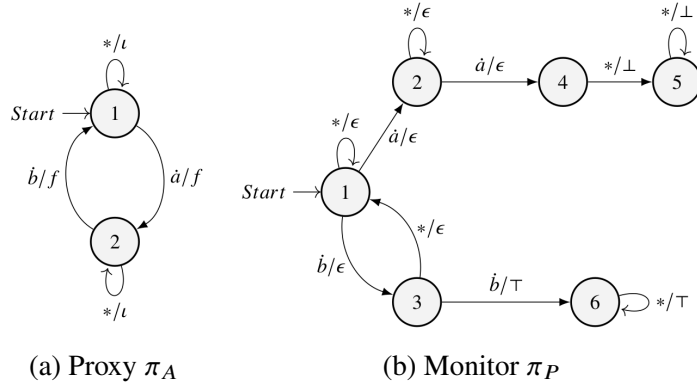 */ι
Start
1
ḃ/f
ȧ/f
2
*/ι
(a) Proxy π_A
*/ϵ
*/⊥
2
ȧ/ϵ
4
*/⊥
5
*/ϵ
ȧ/ϵ
Start
1
ḃ/ϵ
*/ϵ
3
ḃ/⊤
6
*/⊤
(b) Monitor π_P